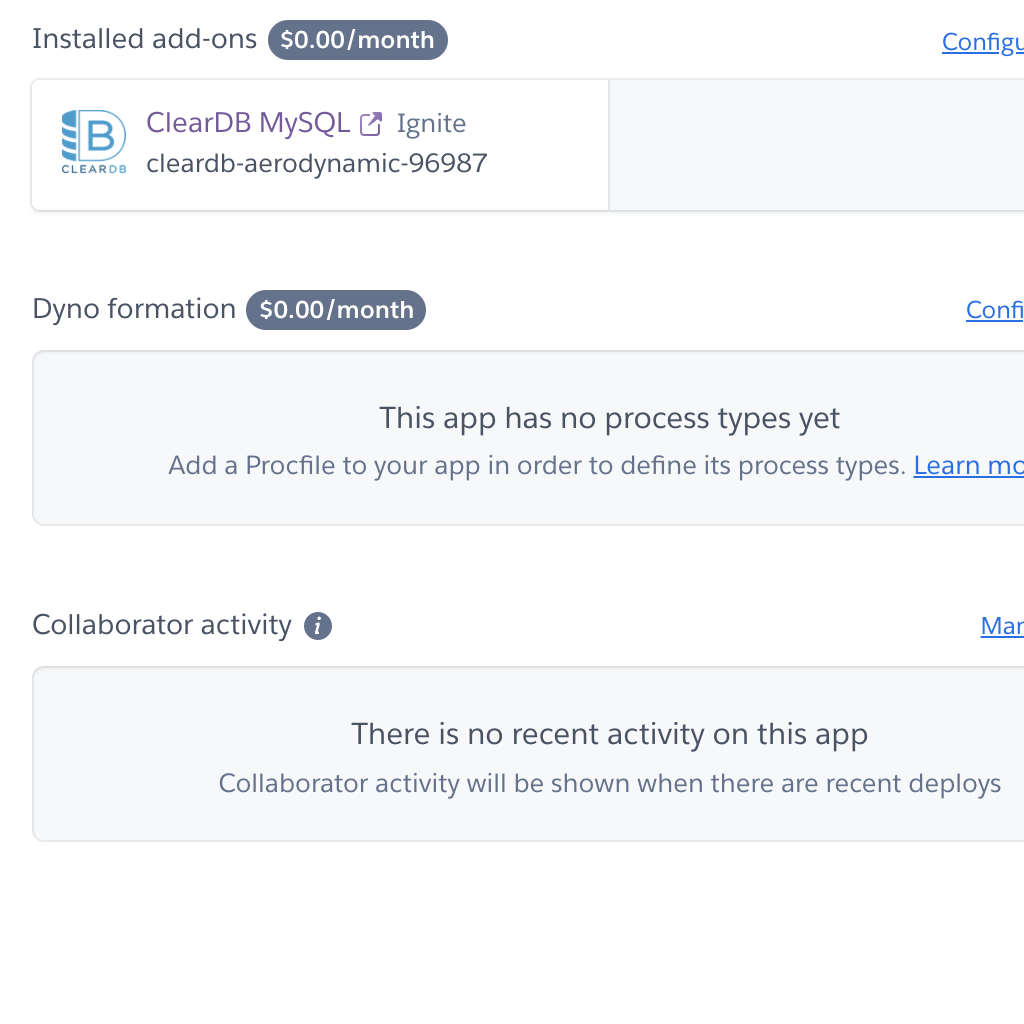 Installed add-ons $0.00/month Configu
ClearDB MySQL Ignite
CLEARDB cleardb-aerodynamic-96987
Dyno formation $0.00/month Confi
This app has no process types yet
Add a Procfile to your app in order to define its process types. Learn mo
Collaborator activity i Man
There is no recent activity on this app
Collaborator activity will be shown when there are recent deploys